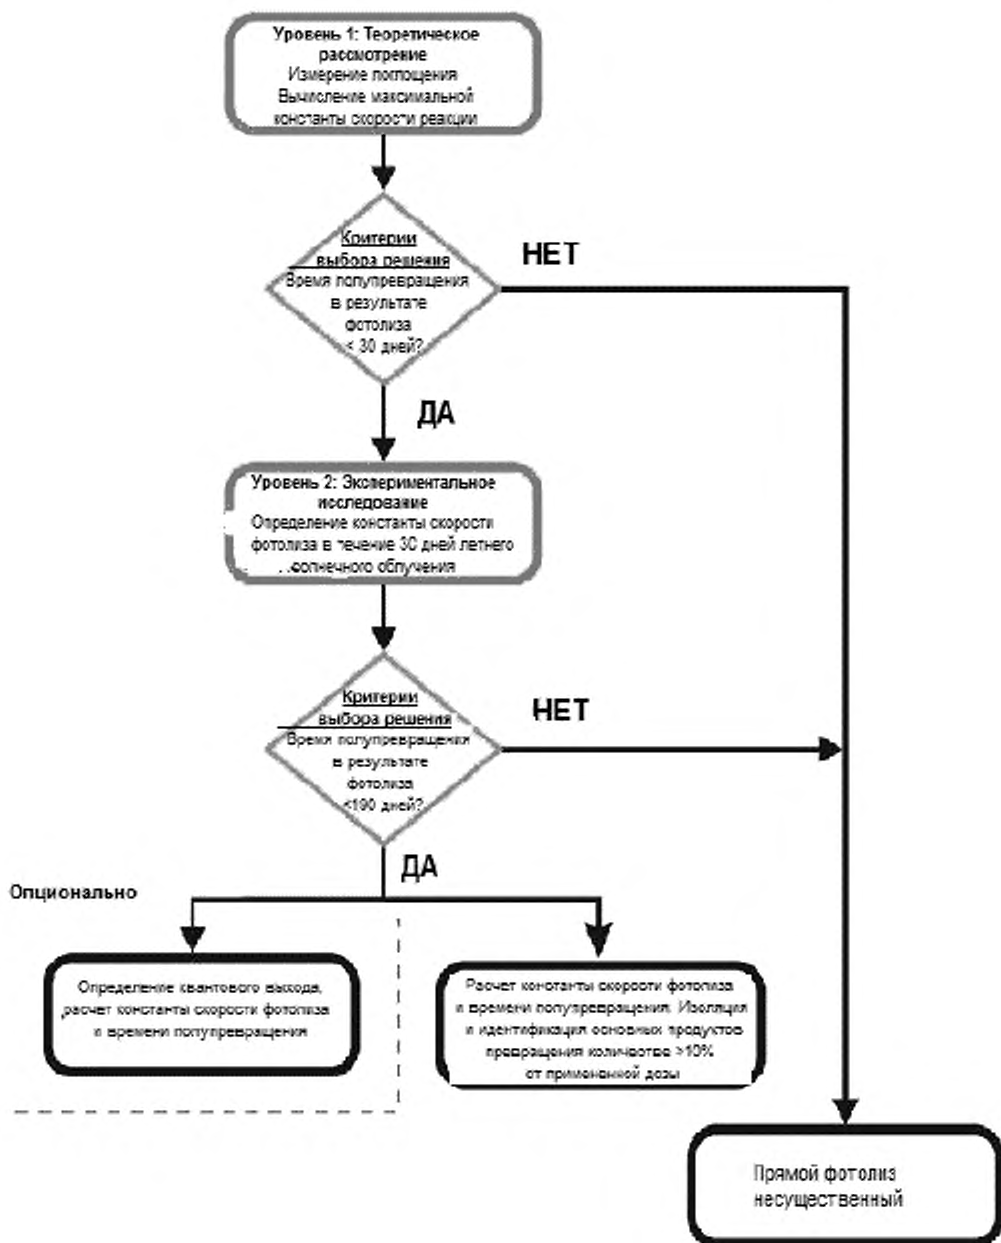 Уровень 1: Теоретическое
рассмотрение
Измерение поглощения
Вычисление максимальной
константы скорости реакции
Критерии
выбора решения
Время полупревращения
в результате
фотолиза
< 30 дней?
НЕТ
ДА
Уровень 2: Экспериментальное
исследование
Определение константы скорости
фотолиза в течение 30 дней летнего
солнечного облучения
Критерии
выбора решения
Время полупревращения
в результате
фотолиза
<190 дней?
НЕТ
ДА
Опционально
Определение квантового выхода,
расчет константы скорости фотолиза
и времени полупревращения
Расчет константы скорости фотолиза
и времени полупревращения. Изоляция
и идентификация основных продуктов
превращения количестве >10%
от примененной дозы
Прямой фотолиз
несущественный